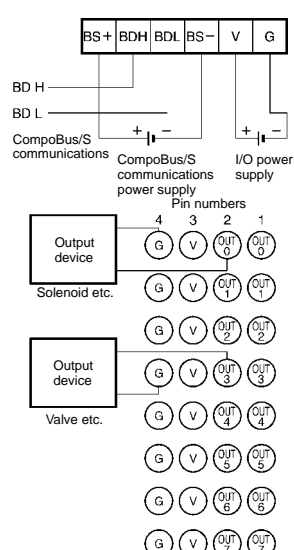 BS+ BDH BDL BS− V G
BD H
BD L
+ − + −
CompoBus/S
communications
CompoBus/S
communications
power supply
I/O power
supply
Pin numbers
4 3 2 1
Output
device
G V OUT 0 OUT 0
Solenoid etc.
G V OUT 1 OUT 1
G V OUT 2 OUT 2
Output
device
G V OUT 3 OUT 3
Valve etc.
G V OUT 4 OUT 4
G V OUT 5 OUT 5
G V OUT 6 OUT 6
G V OUT 7 OUT 7